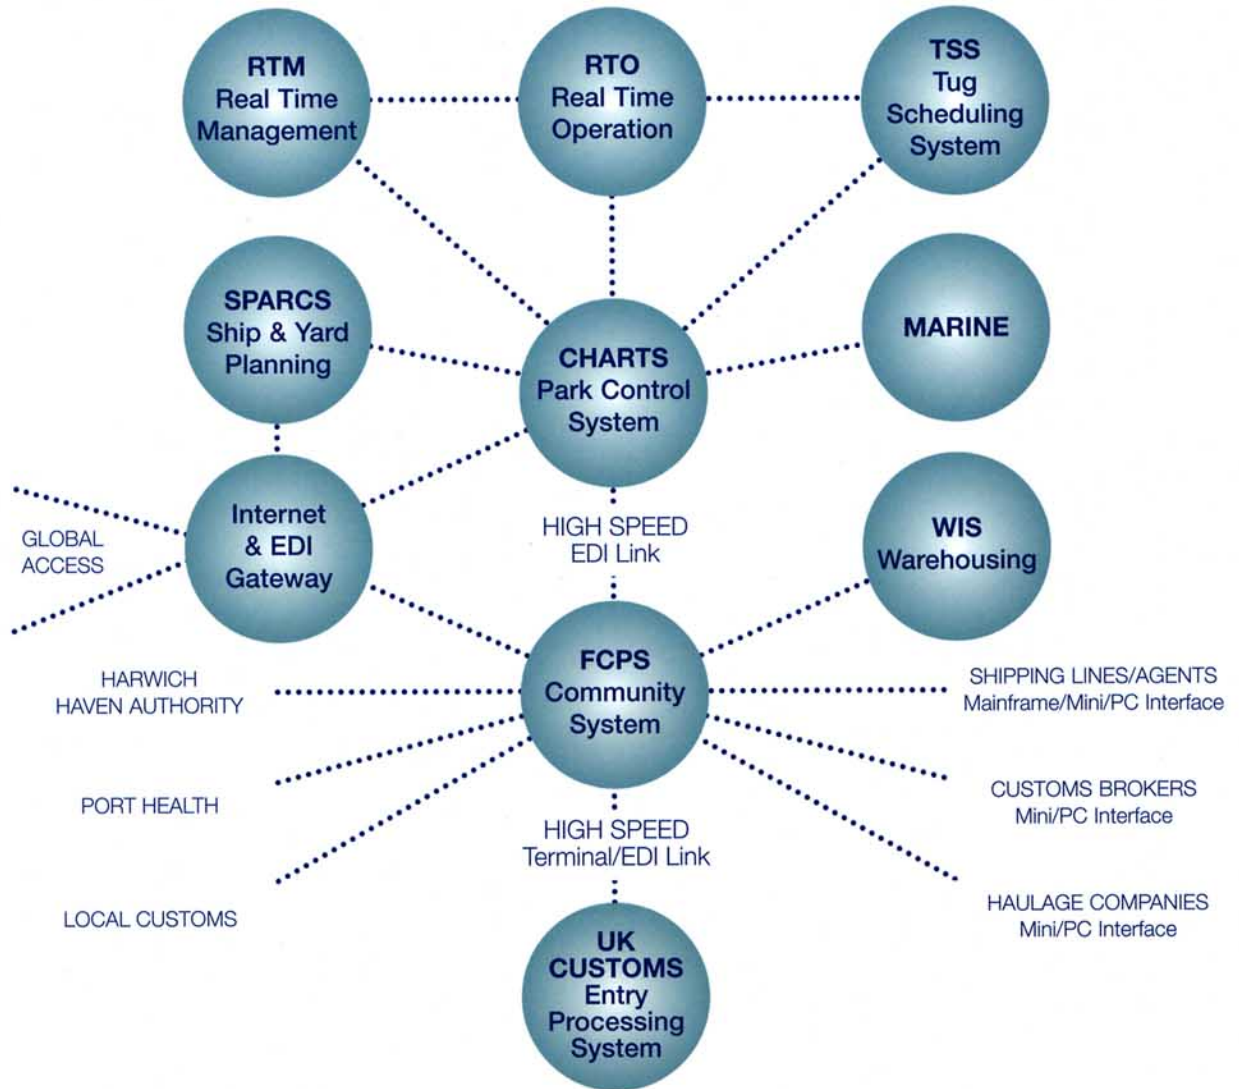 RTM
Real Time
Management
RTO
Real Time
Operation
TSS
Tug
Scheduling
System
SPARCS
Ship & Yard
Planning
CHARTS
Park Control
System
MARINE
Internet
& EDI
Gateway
GLOBAL
ACCESS
HIGH SPEED
EDI Link
WIS
Warehousing
FCPS
Community
System
HARWICH
HAVEN AUTHORITY
PORT HEALTH
LOCAL CUSTOMS
SHIPPING LINES/AGENTS
Mainframe/Mini/PC Interface
CUSTOMS BROKERS
Mini/PC Interface
HAULAGE COMPANIES
Mini/PC Interface
HIGH SPEED
Terminal/EDI Link
UK
CUSTOMS
Entry
Processing
System